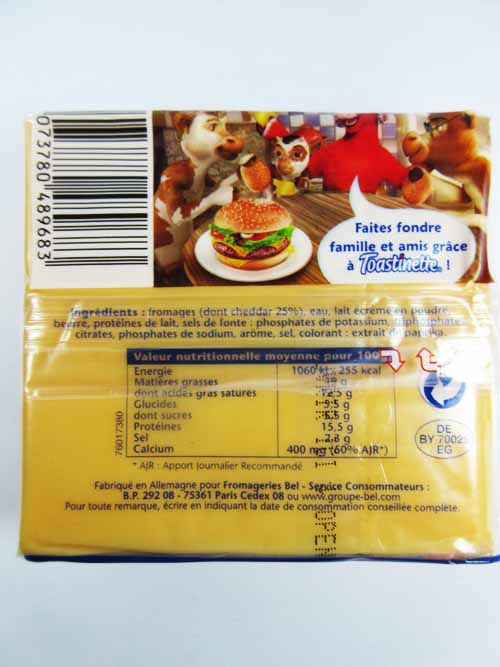 073780 489683
Faites fondre
famille et amis grâce
à Toastinette !
Ingrédients : fromages (dont cheddar 25%), eau, lait écrémé en poudre,
beurre, protéines de lait, sels de fonte : phosphates de potassium, diphosphate,
citrates, phosphates de sodium, arôme, sel, colorant : extrait de paprika.
Valeur nutritionnelle moyenne pour 100
Energie 255 kcal
Matières grasses
dont acides gras saturés
Glucides 5,5 g
dont sucres 5,5 g
Protéines 15,5 g
Sel 2,8 g
Calcium 400 mg (50% AJR*)
* AJR : Apport Journalier Recommandé
76017380
DE
BY 70025
EG
Fabriqué en Allemagne pour Fromageries Bel - Service Consommateurs :
B.P. 292 08 - 75361 Paris Cedex 08 ou www.groupe-bel.com
Pour toute remarque, écrire en indiquant la date de consommation conseillée complète.